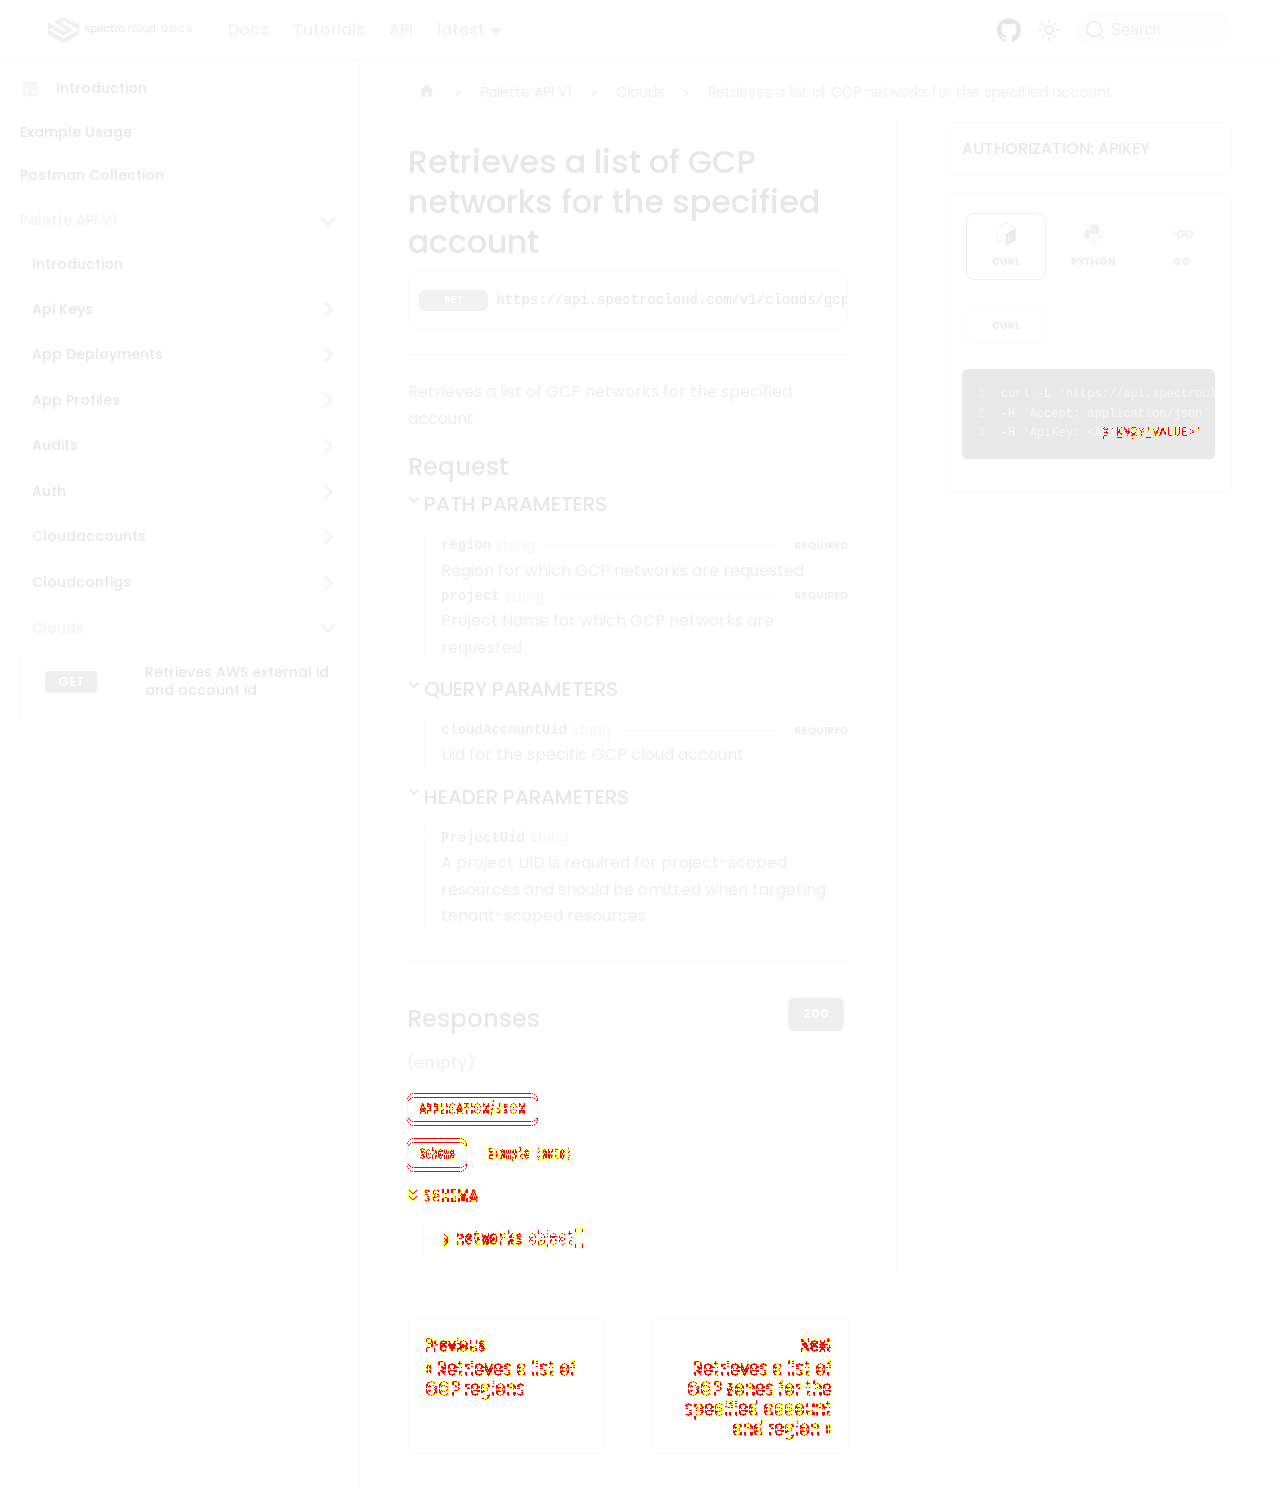 spectro cloud DOCS
Docs
Tutorials
API
latest
Search
Introduction
Example Usage
Postman Collection
Palette API V1
Introduction
Api Keys
App Deployments
App Profiles
Audits
Auth
Cloudaccounts
Cloudconfigs
Clouds
GET
Retrieves AWS external id
and account id
Palette API V1
Clouds
Retrieves a list of GCP networks for the specified account
Retrieves a list of GCP
networks for the specified
account
GET https://api.spectrocloud.com/v1/clouds/gcp
Retrieves a list of GCP networks for the specified
account
Request
PATH PARAMETERS
region string REQUIRED
Region for which GCP networks are requested
project string REQUIRED
Project Name for which GCP networks are
requested
QUERY PARAMETERS
cloudAccountUid string REQUIRED
Uid for the specific GCP cloud account
HEADER PARAMETERS
ProjectUid string
A project UID is required for project-scoped
resources and should be omitted when targeting
tenant-scoped resources
Responses
200
(empty)
APPLICATION/JSON
Schema
Example (auto)
SCHEMA
networks object[]
Previous
« Retrieves a list of
GCP regions
Next
Retrieves a list of
GCP zones for the
specified account
and region »
AUTHORIZATION: APIKEY
CURL
PYTHON
GO
GO
CURL
1 curl -L 'https://api.spectrocl
2 -H 'Accept: application/json'
3 -H 'ApiKey: